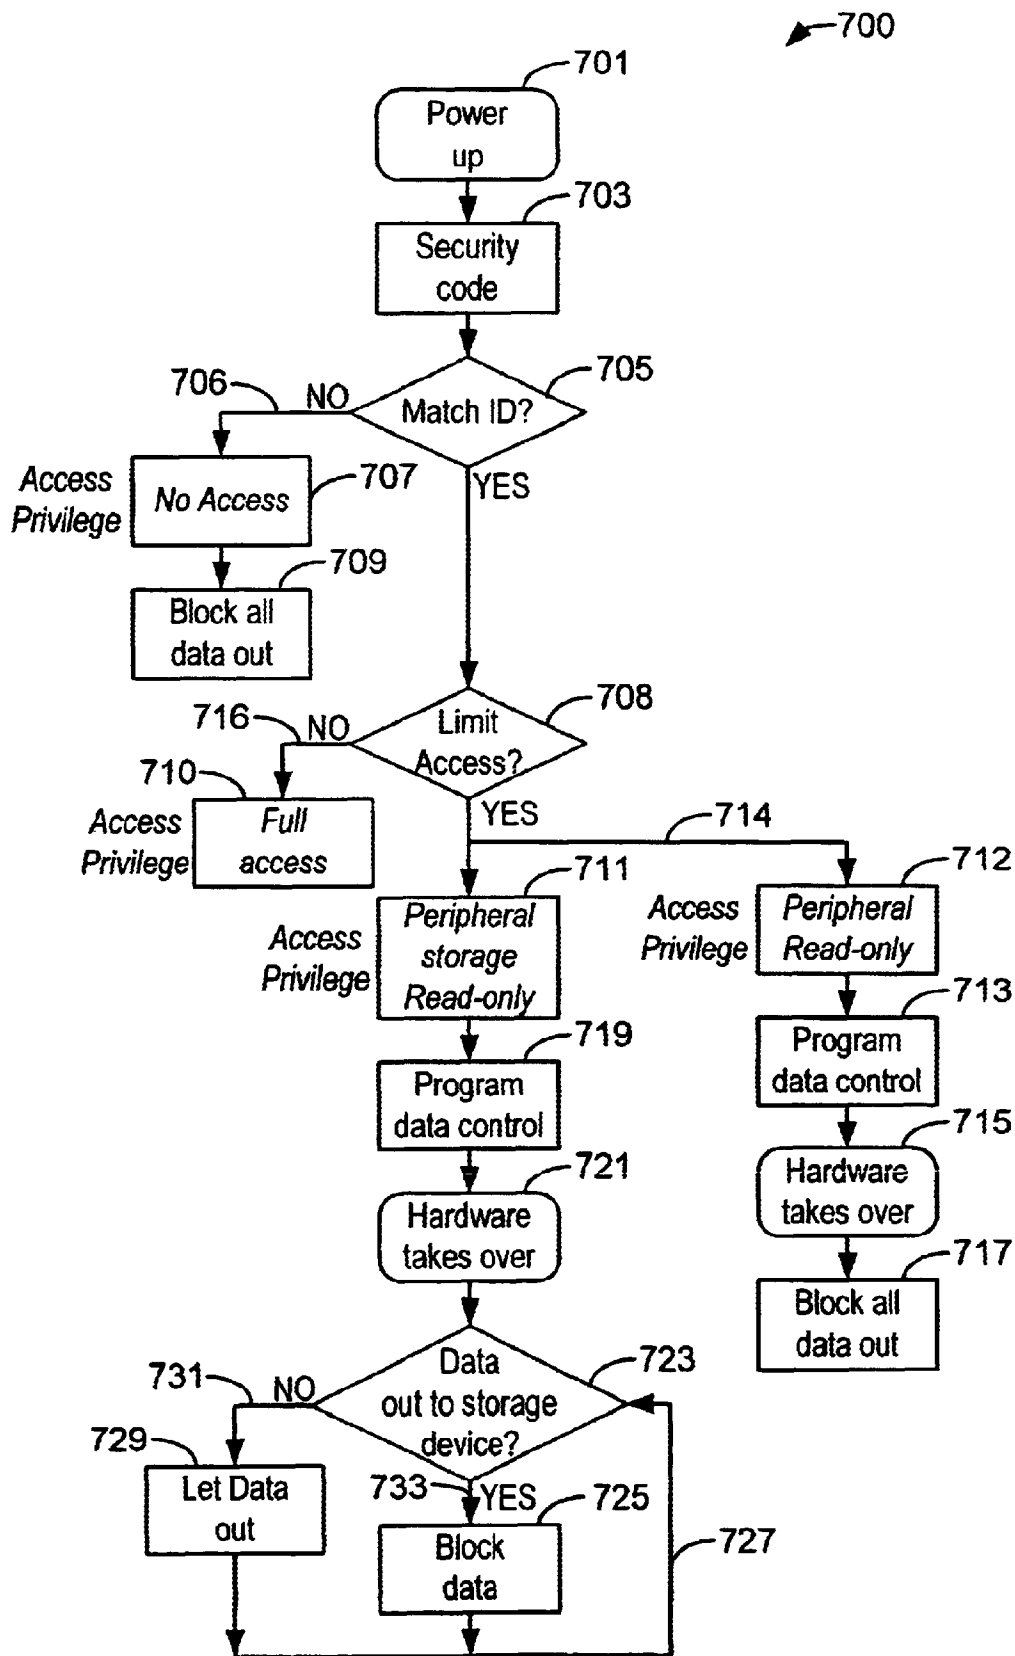 700
701
Power
up
703
Security
code
705
Match ID?
706
NO
YES
Access
Privilege
No Access
707
709
Block all
data out
708
Limit
Access?
716
NO
YES
710
Access
Privilege
Full
access
714
711
Access
Privilege
Peripheral
storage
Read-only
712
Access
Privilege
Peripheral
Read-only
719
Program
data control
713
Program
data control
721
Hardware
takes over
715
Hardware
takes over
717
Block all
data out
723
Data
out to storage
device?
731
NO
729
Let Data
out
733
YES
725
Block
data
727